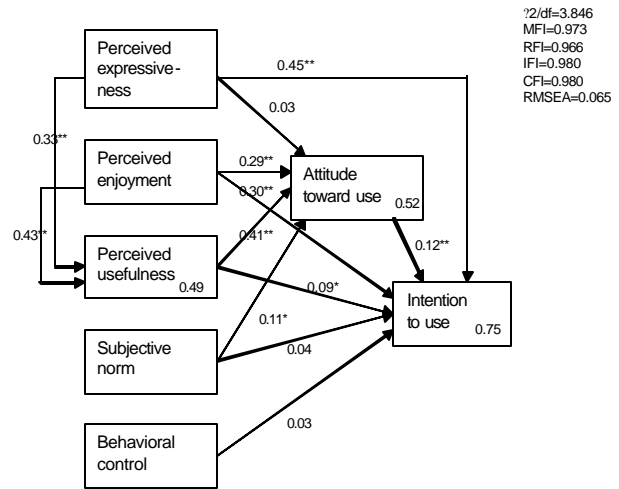 ?2/df=3.846
MFI=0.973
RFI=0.966
IFI=0.980
CFI=0.980
RMSEA=0.065
Perceived
expressive-
ness
0.45**
0.03
0.33**
Perceived
enjoyment
0.29**
0.30**
Attitude
toward use
0.52
0.43**
Perceived
usefulness
0.49
0.41**
0.12**
0.09*
Intention
to use
0.75
0.11*
Subjective
norm
0.04
0.03
Behavioral
control